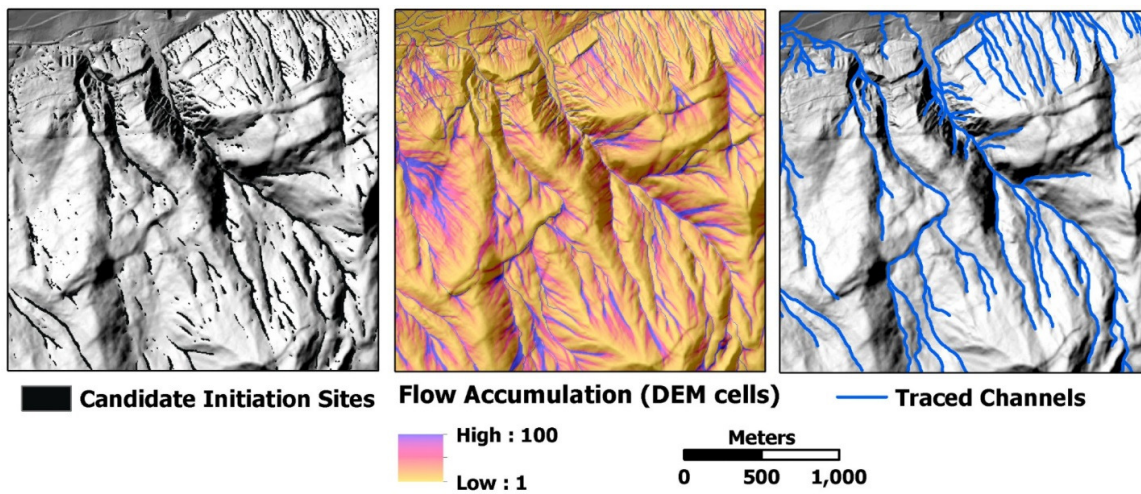 Candidate Initiation Sites
Flow Accumulation (DEM cells)
High : 100
Low : 1
Traced Channels
Meters
0 500 1,000